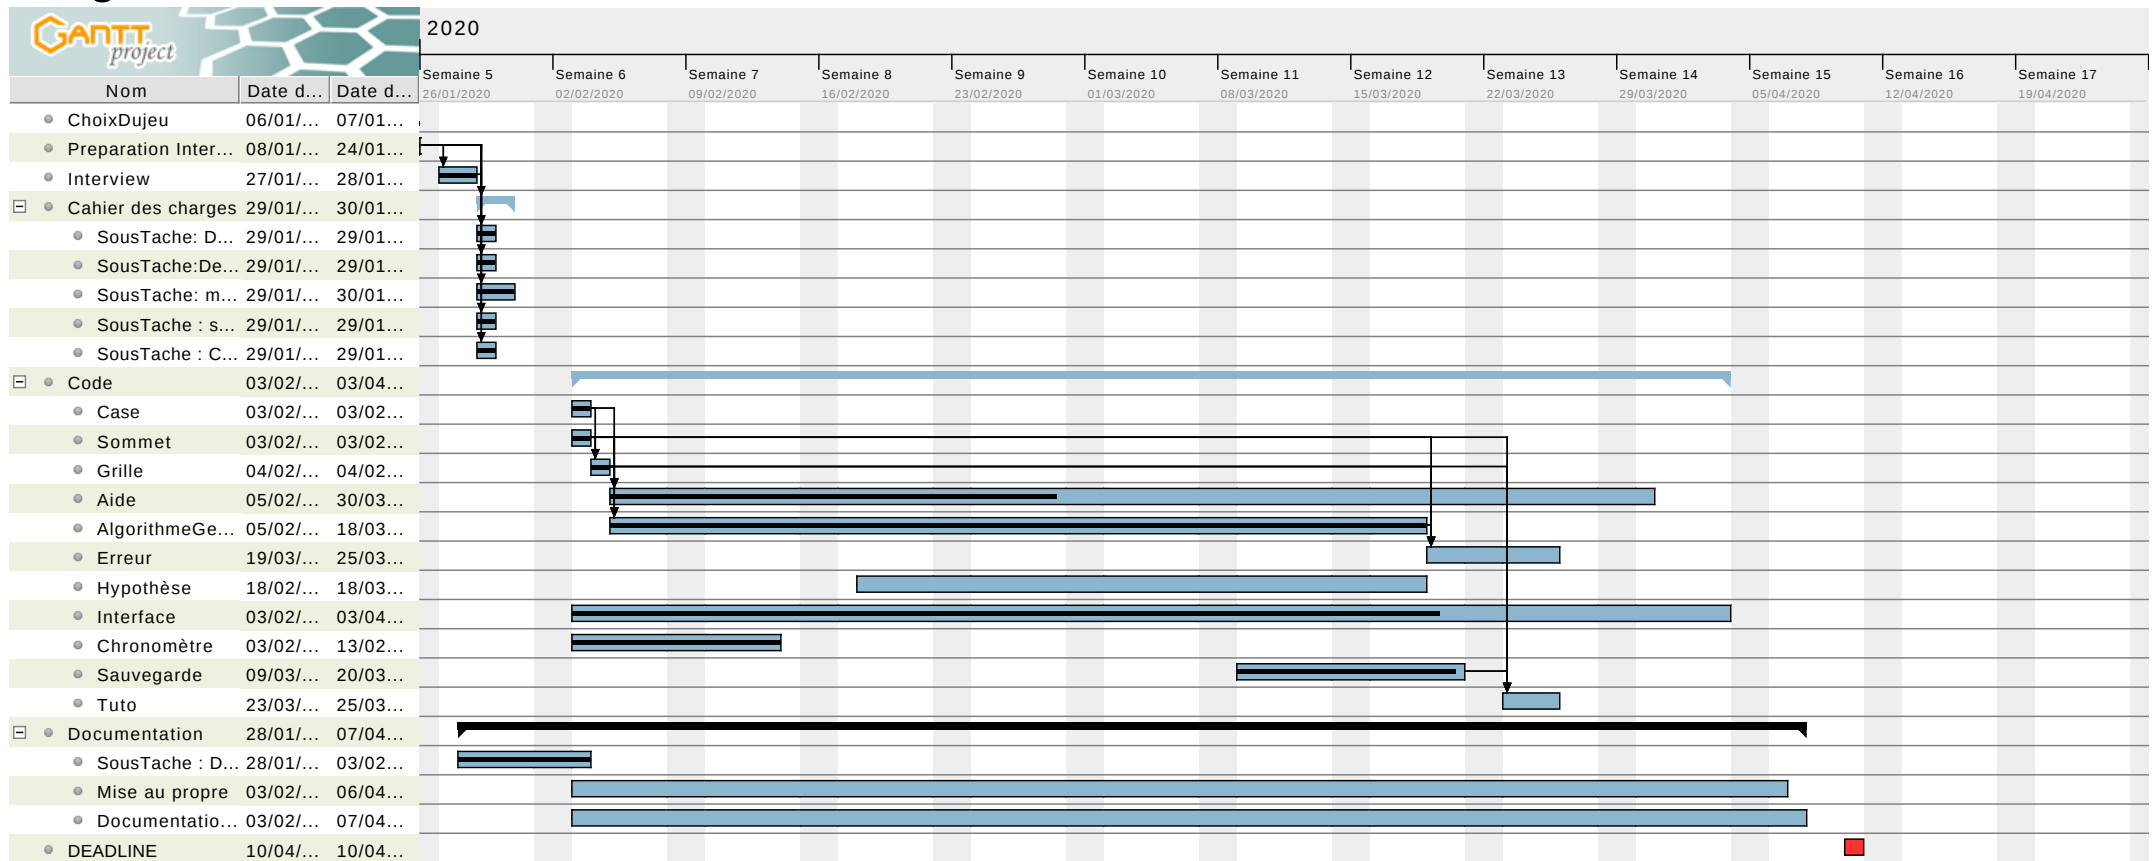 GANTT project
2020
Semaine 5 Semaine 6 Semaine 7 Semaine 8 Semaine 9 Semaine 10 Semaine 11 Semaine 12 Semaine 13 Semaine 14 Semaine 15 Semaine 16 Semaine 17
Nom Date d... Date d... 26/01/2020 02/02/2020 09/02/2020 16/02/2020 23/02/2020 01/03/2020 08/03/2020 15/03/2020 22/03/2020 29/03/2020 05/04/2020 12/04/2020 19/04/2020
ChoixDujeu 06/01/... 07/01...
Preparation Inter... 08/01/... 24/01...
Interview 27/01/... 28/01...
Cahier des charges 29/01/... 30/01...
SousTache: D... 29/01/... 29/01...
SousTache:De... 29/01/... 29/01...
SousTache: m... 29/01/... 30/01...
SousTache : s... 29/01/... 29/01...
SousTache : C... 29/01/... 29/01...
Code 03/02/... 03/04...
Case 03/02/... 03/02...
Sommet 03/02/... 03/02...
Grille 04/02/... 04/02...
Aide 05/02/... 30/03...
AlgorithmeGe... 05/02/... 18/03...
Erreur 19/03/... 25/03...
Hypothèse 18/02/... 18/03...
Interface 03/02/... 03/04...
Chronomètre 03/02/... 13/02...
Sauvegarde 09/03/... 20/03...
Tuto 23/03/... 25/03...
Documentation 28/01/... 07/04...
SousTache : D... 28/01/... 03/02...
Mise au propre 03/02/... 06/04...
Documentatio... 03/02/... 07/04...
DEADLINE 10/04/... 10/04...